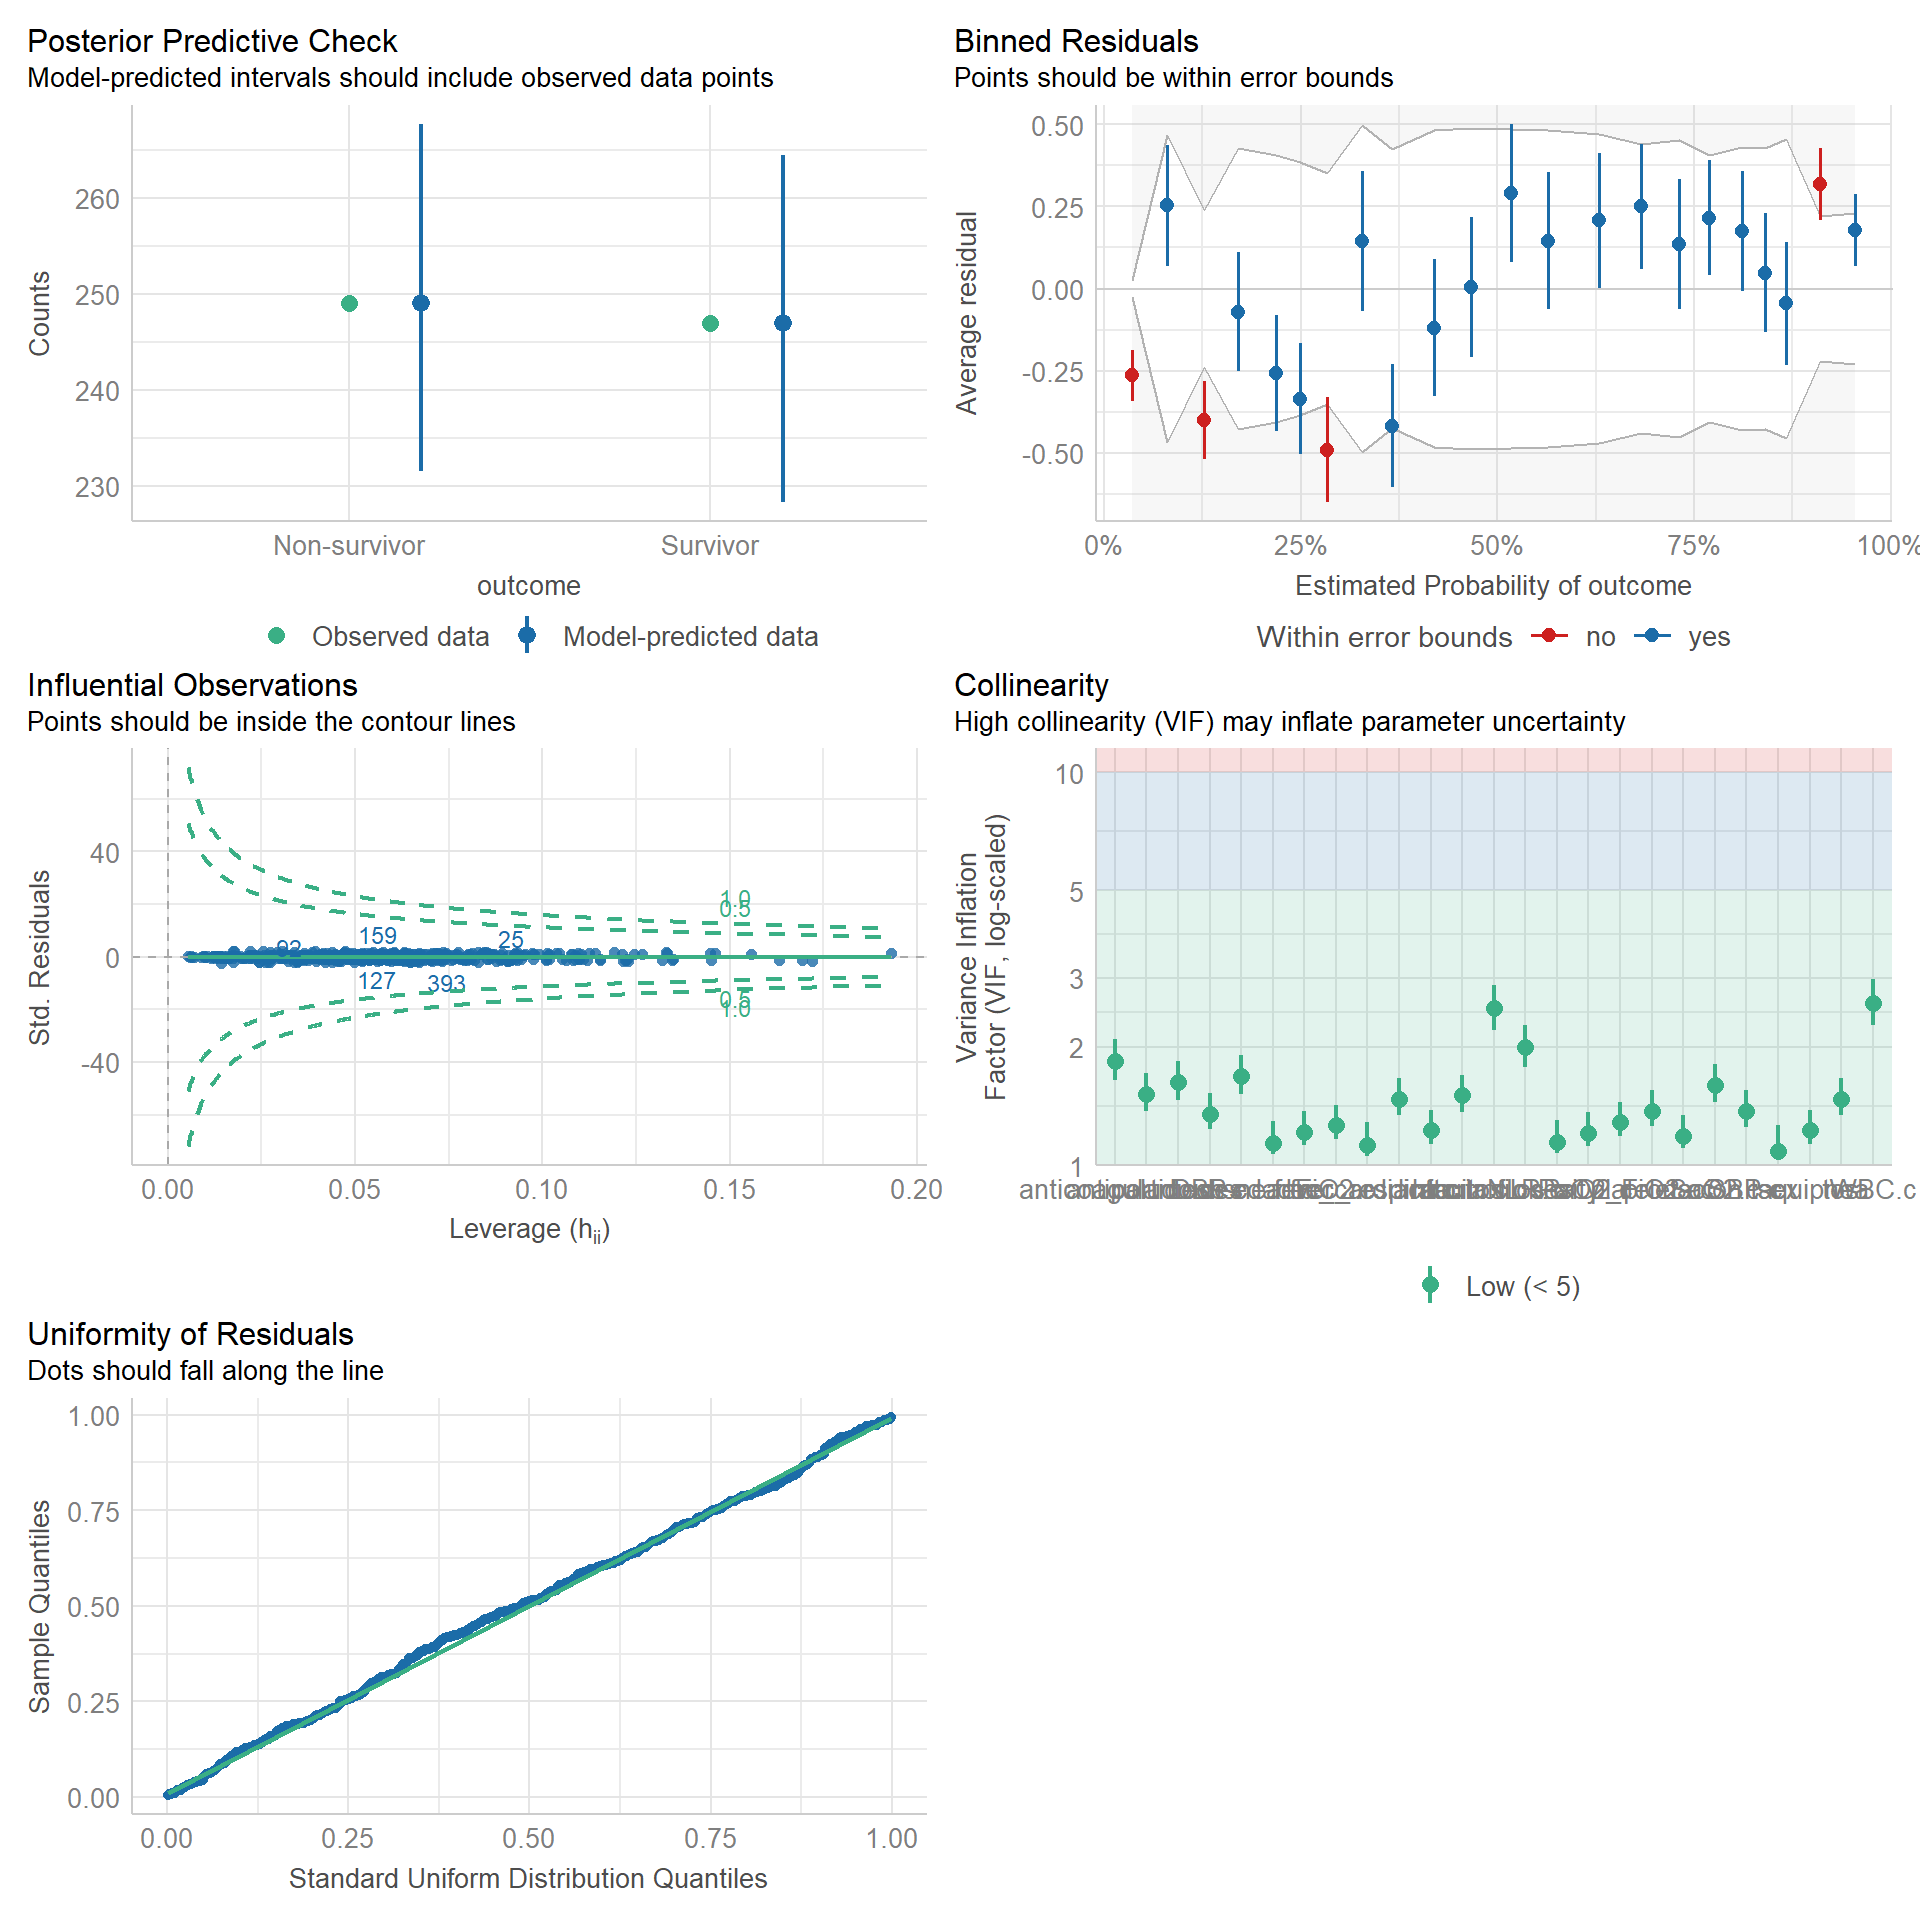 Posterior Predictive Check
Model-predicted intervals should include observed data points
Counts
260
250
240
230
Non-survivor
Survivor
outcome
Observed data
Model-predicted data
Binned Residuals
Points should be within error bounds
Average residual
0.50
0.25
0.00
-0.25
-0.50
0%
25%
50%
75%
100%
Estimated Probability of outcome
Within error bounds
no
yes
Influential Observations
Points should be inside the contour lines
Std. Residuals
40
0
-40
1.0
0.5
92
159
25
127
393
0.5
1.0
0.00
0.05
0.10
0.15
0.20
Leverage (hii)
Collinearity
High collinearity (VIF) may inflate parameter uncertainty
Variance Inflation
Factor (VIF, log-scaled)
10
5
3
2
1
Low (< 5)
Uniformity of Residuals
Dots should fall along the line
Sample Quantiles
1.00
0.75
0.50
0.25
0.00
0.00
0.25
0.50
0.75
1.00
Standard Uniform Distribution Quantiles